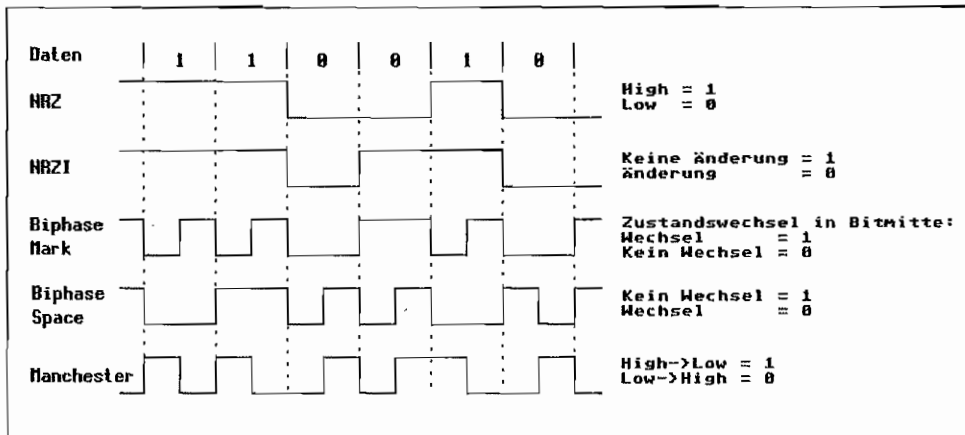 Daten 1 1 0 0 1 0
NRZ
High = 1
Low = 0
NRZI
Keine Änderung = 1
Änderung = 0
Biphase
Mark
Zustandswechsel in Bitmitte:
Wechsel = 1
Kein Wechsel = 0
Biphase
Space
Kein Wechsel = 1
Wechsel = 0
Manchester
High->Low = 1
Low->High = 0